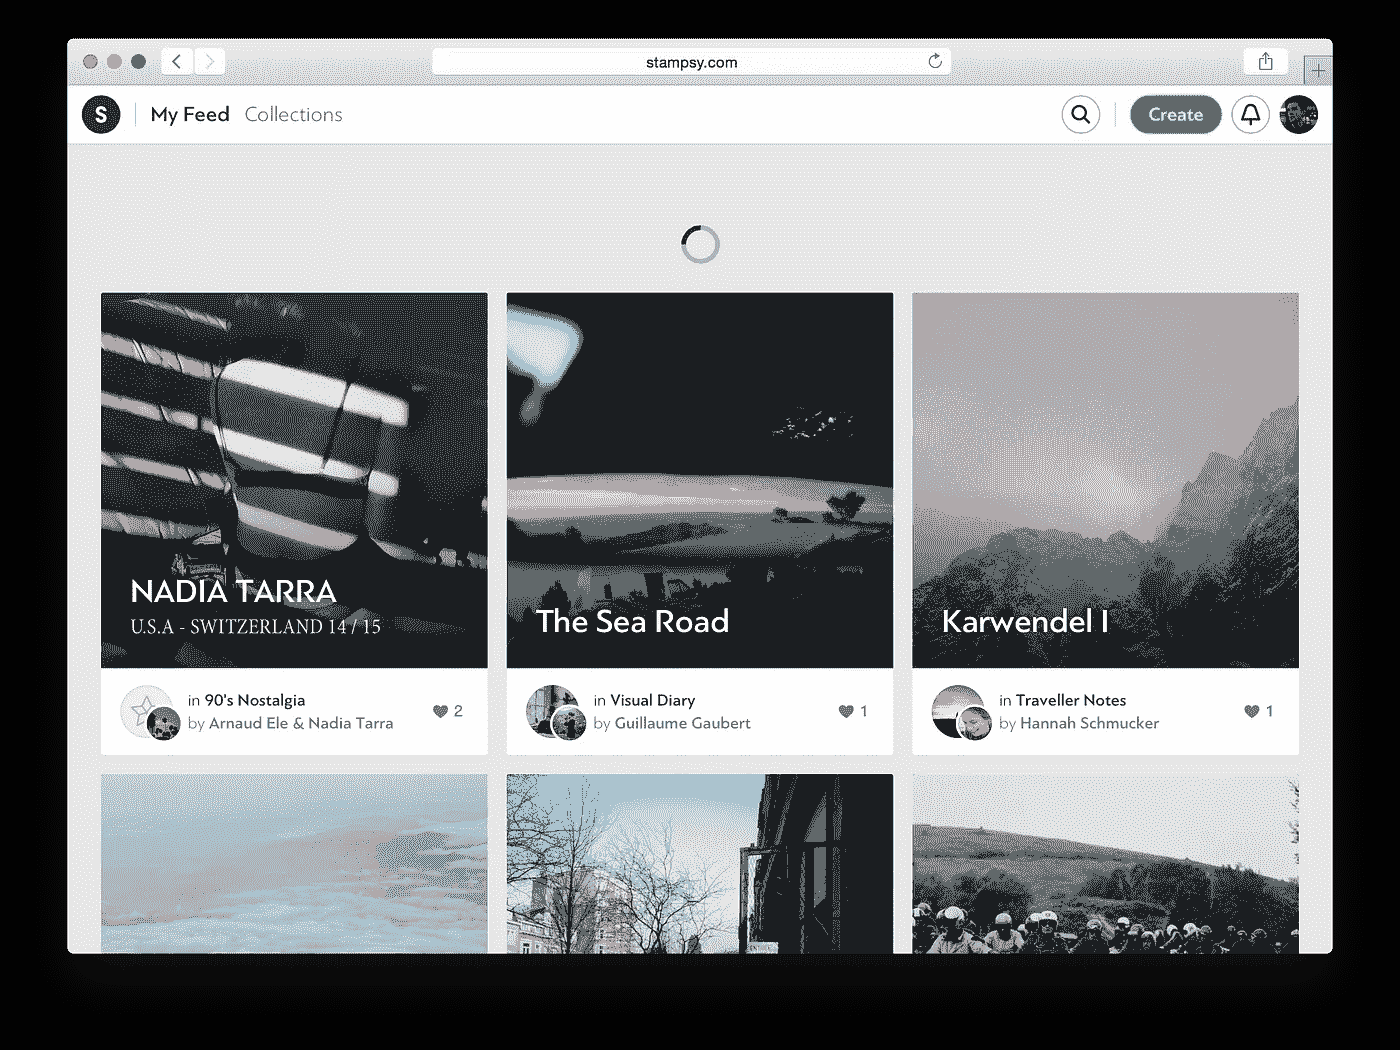 stampsy.com
S
My Feed
Collections
Create
NADIA TARRA
U.S.A - SWITZERLAND 14 / 15
in 90's Nostalgia
by Arnaud Ele & Nadia Tarra
2
The Sea Road
in Visual Diary
by Guillaume Gaubert
1
Karwendel I
in Traveller Notes
by Hannah Schmucker
1